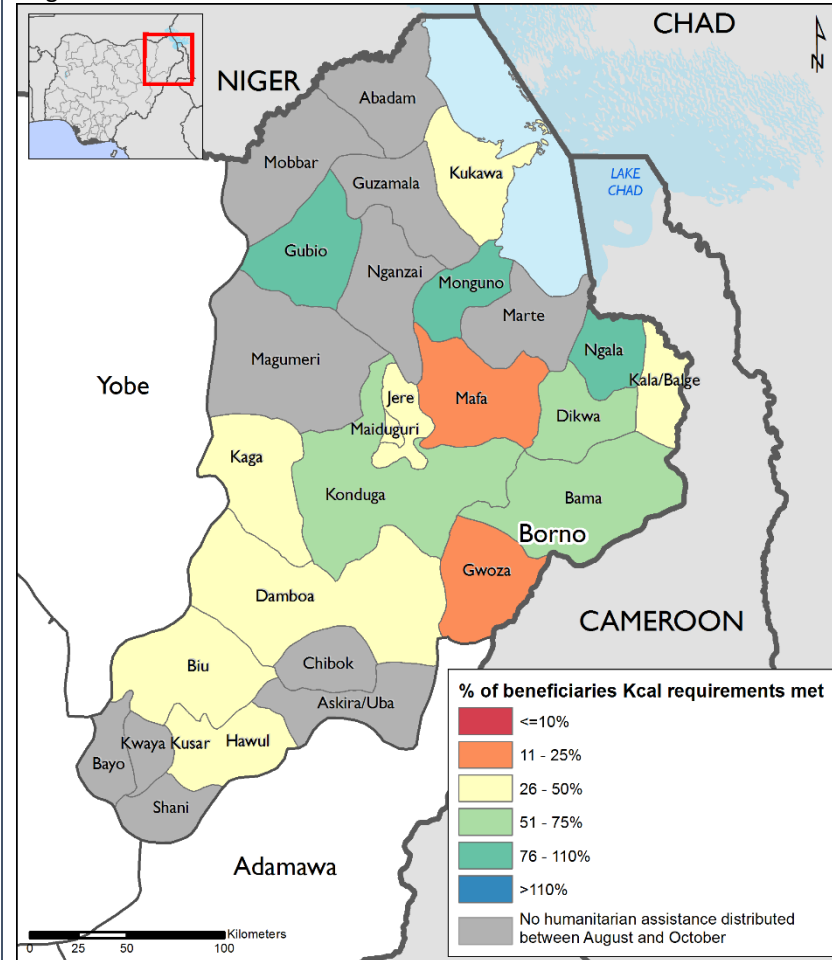 CHAD
N
NIGER
Abadam
Mobbar
Kukawa
LAKE
CHAD
Guzamala
Gubio
Nganzai
Monguno
Marte
Ngala
Magumeri
Kala/Balge
Yobe
Jere
Mafa
Dikwa
Maiduguri
Kaga
Konduga
Bama
Borno
Gwoza
Damboa
CAMEROON
Chibok
Biu
Askira/Uba
Kwaya Kusar
Hawul
Bayo
Shani
Adamawa
% of beneficiaries Kcal requirements met
<=10%
11 - 25%
26 - 50%
51 - 75%
76 - 110%
>110%
No humanitarian assistance distributed
between August and October
Kilometers
0 25 50 100